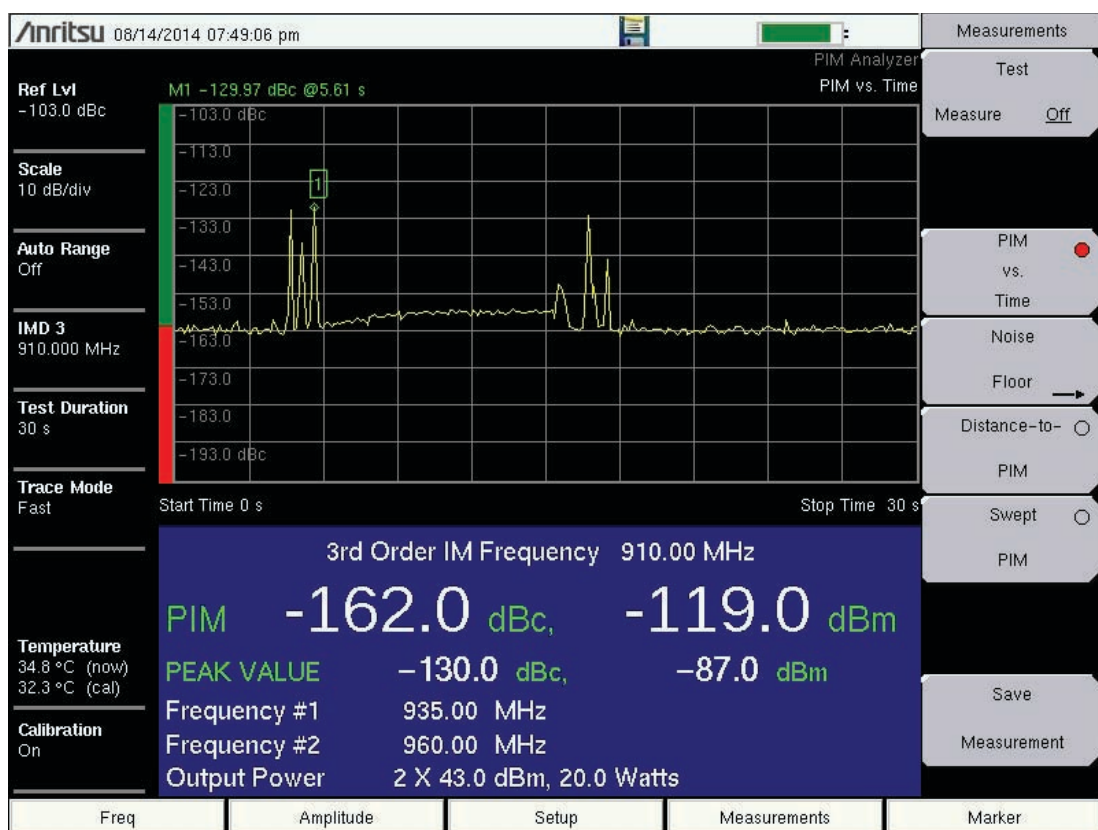 Anritsu 08/14/2014 07:49:06 pm
Ref Lvl
-103.0 dBc
Scale
10 dB/div
Auto Range
Off
IMD 3
910.000 MHz
Test Duration
30 s
Trace Mode
Fast
Temperature
34.8 °C (now)
32.3 °C (cal)
Calibration
On
PIM Analyzer
M1 -129.97 dBc @5.61 s
PIM vs. Time
-103.0 dBc
-113.0
-123.0
1
-133.0
-143.0
-153.0
-163.0
-173.0
-183.0
-193.0 dBc
Start Time 0 s
Stop Time 30 s
3rd Order IM Frequency 910.00 MHz
PIM -162.0 dBc, -119.0 dBm
PEAK VALUE -130.0 dBc, -87.0 dBm
Frequency #1 935.00 MHz
Frequency #2 960.00 MHz
Output Power 2 X 43.0 dBm, 20.0 Watts
Measurements
Test
Measure Off
PIM
vs.
Time
Noise
Floor
Distance-to-
PIM
Swept
PIM
Save
Measurement
Freq
Amplitude
Setup
Measurements
Marker